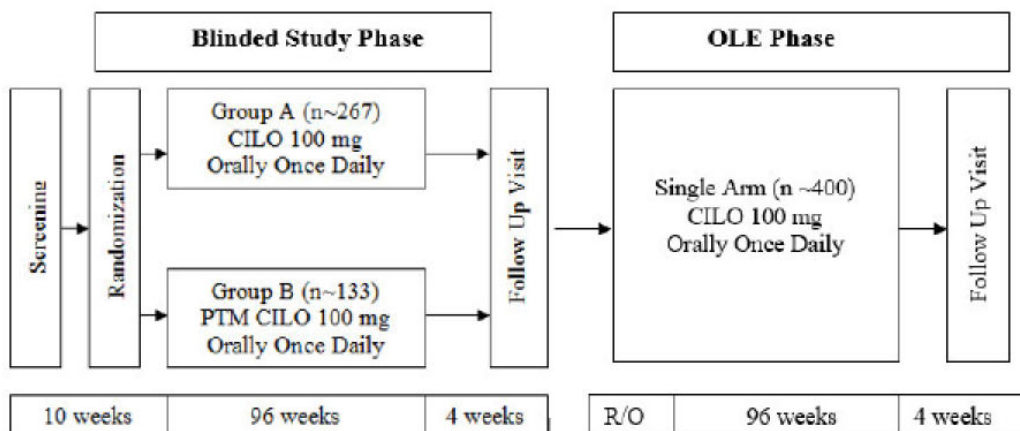 Blinded Study Phase
OLE Phase
Screening
Randomization
Group A (n~267)
CILO 100 mg
Orally Once Daily
Group B (n~133)
PTM CILO 100 mg
Orally Once Daily
Follow Up Visit
Single Arm (n ~400)
CILO 100 mg
Orally Once Daily
Follow Up Visit
10 weeks
96 weeks
4 weeks
R/O
96 weeks
4 weeks